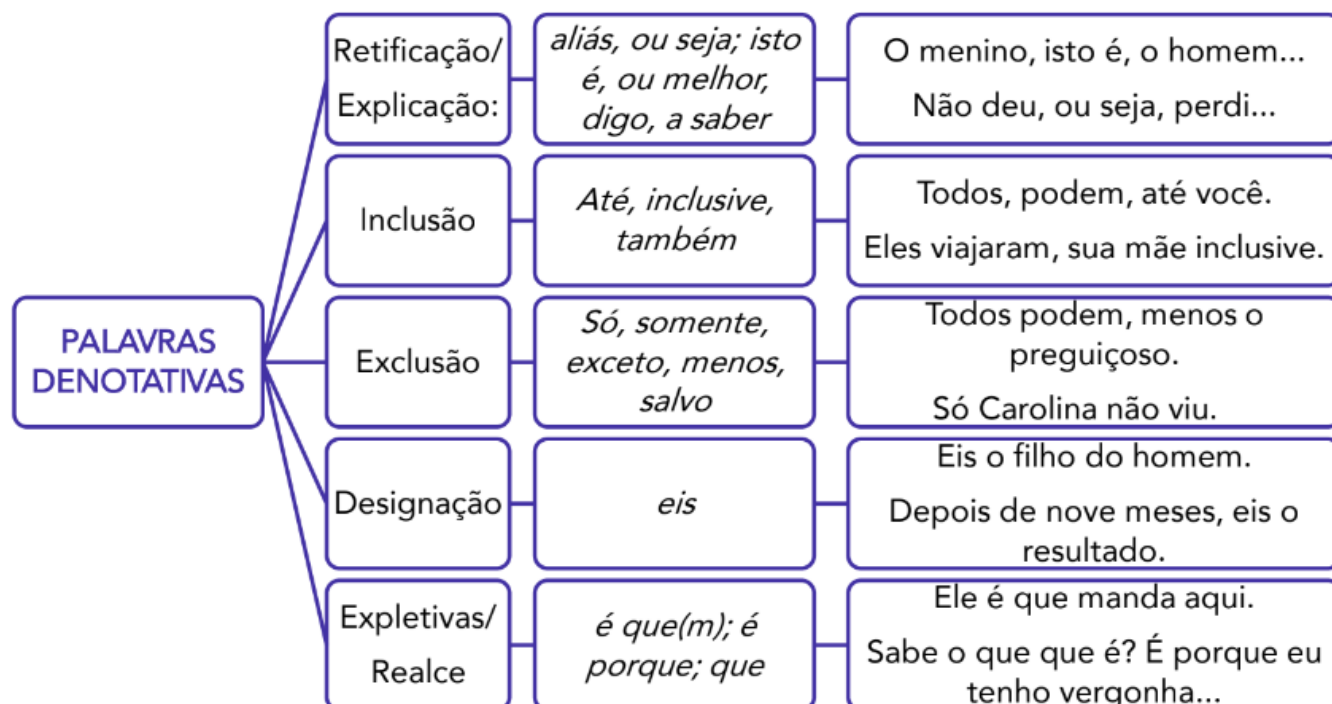 PALAVRAS
DENOTATIVAS
Retificação/
Explicação:
aliás, ou seja; isto
é, ou melhor,
digo, a saber
O menino, isto é, o homem...
Não deu, ou seja, perdi...
Inclusão
Até, inclusive,
também
Todos, podem, até você.
Eles viajaram, sua mãe inclusive.
Exclusão
Só, somente,
exceto, menos,
salvo
Todos podem, menos o
preguiçoso.
Só Carolina não viu.
Designação
eis
Eis o filho do homem.
Depois de nove meses, eis o
resultado.
Expletivas/
Realce
é que(m); é
porque; que
Ele é que manda aqui.
Sabe o que que é? É porque eu
tenho vergonha...